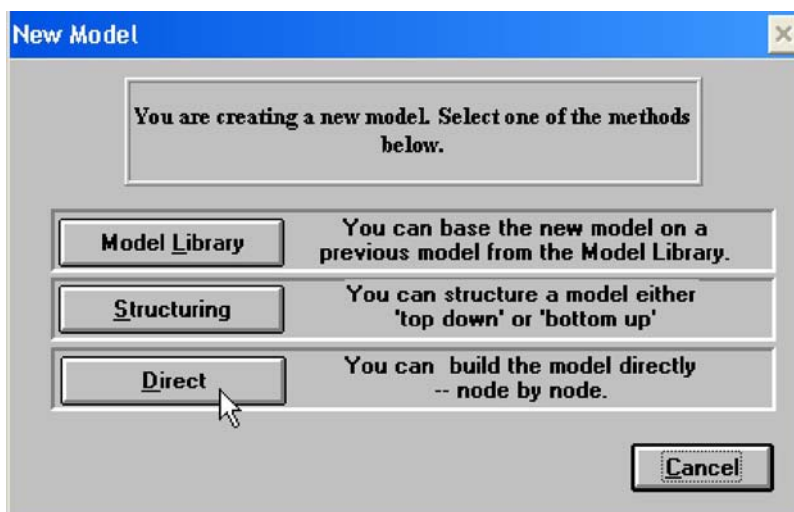 New Model
You are creating a new model. Select one of the methods
below.
Model Library
You can base the new model on a
previous model from the Model Library.
Structuring
You can structure a model either
'top down' or 'bottom up'
Direct
You can build the model directly
-- node by node.
Cancel